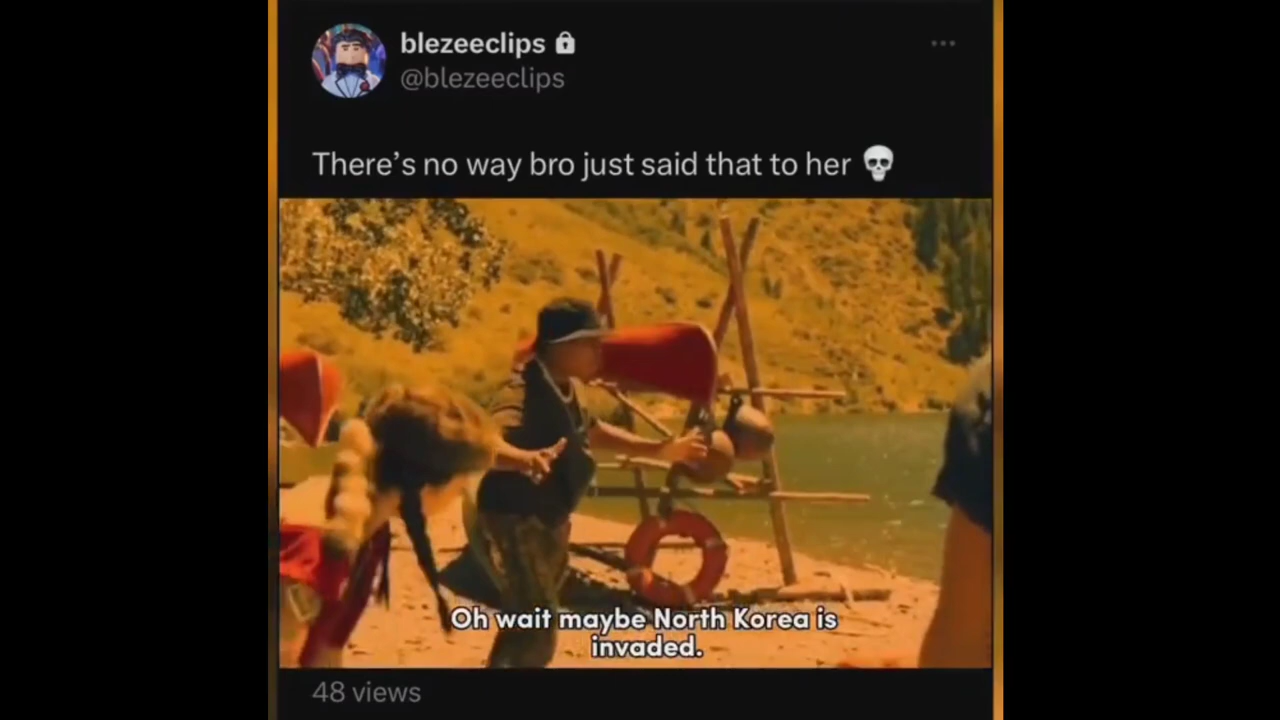 blezeeclips
@blezeeclips
There’s no way bro just said that to her 💀
Oh wait maybe North Korea is
invaded.
48 views